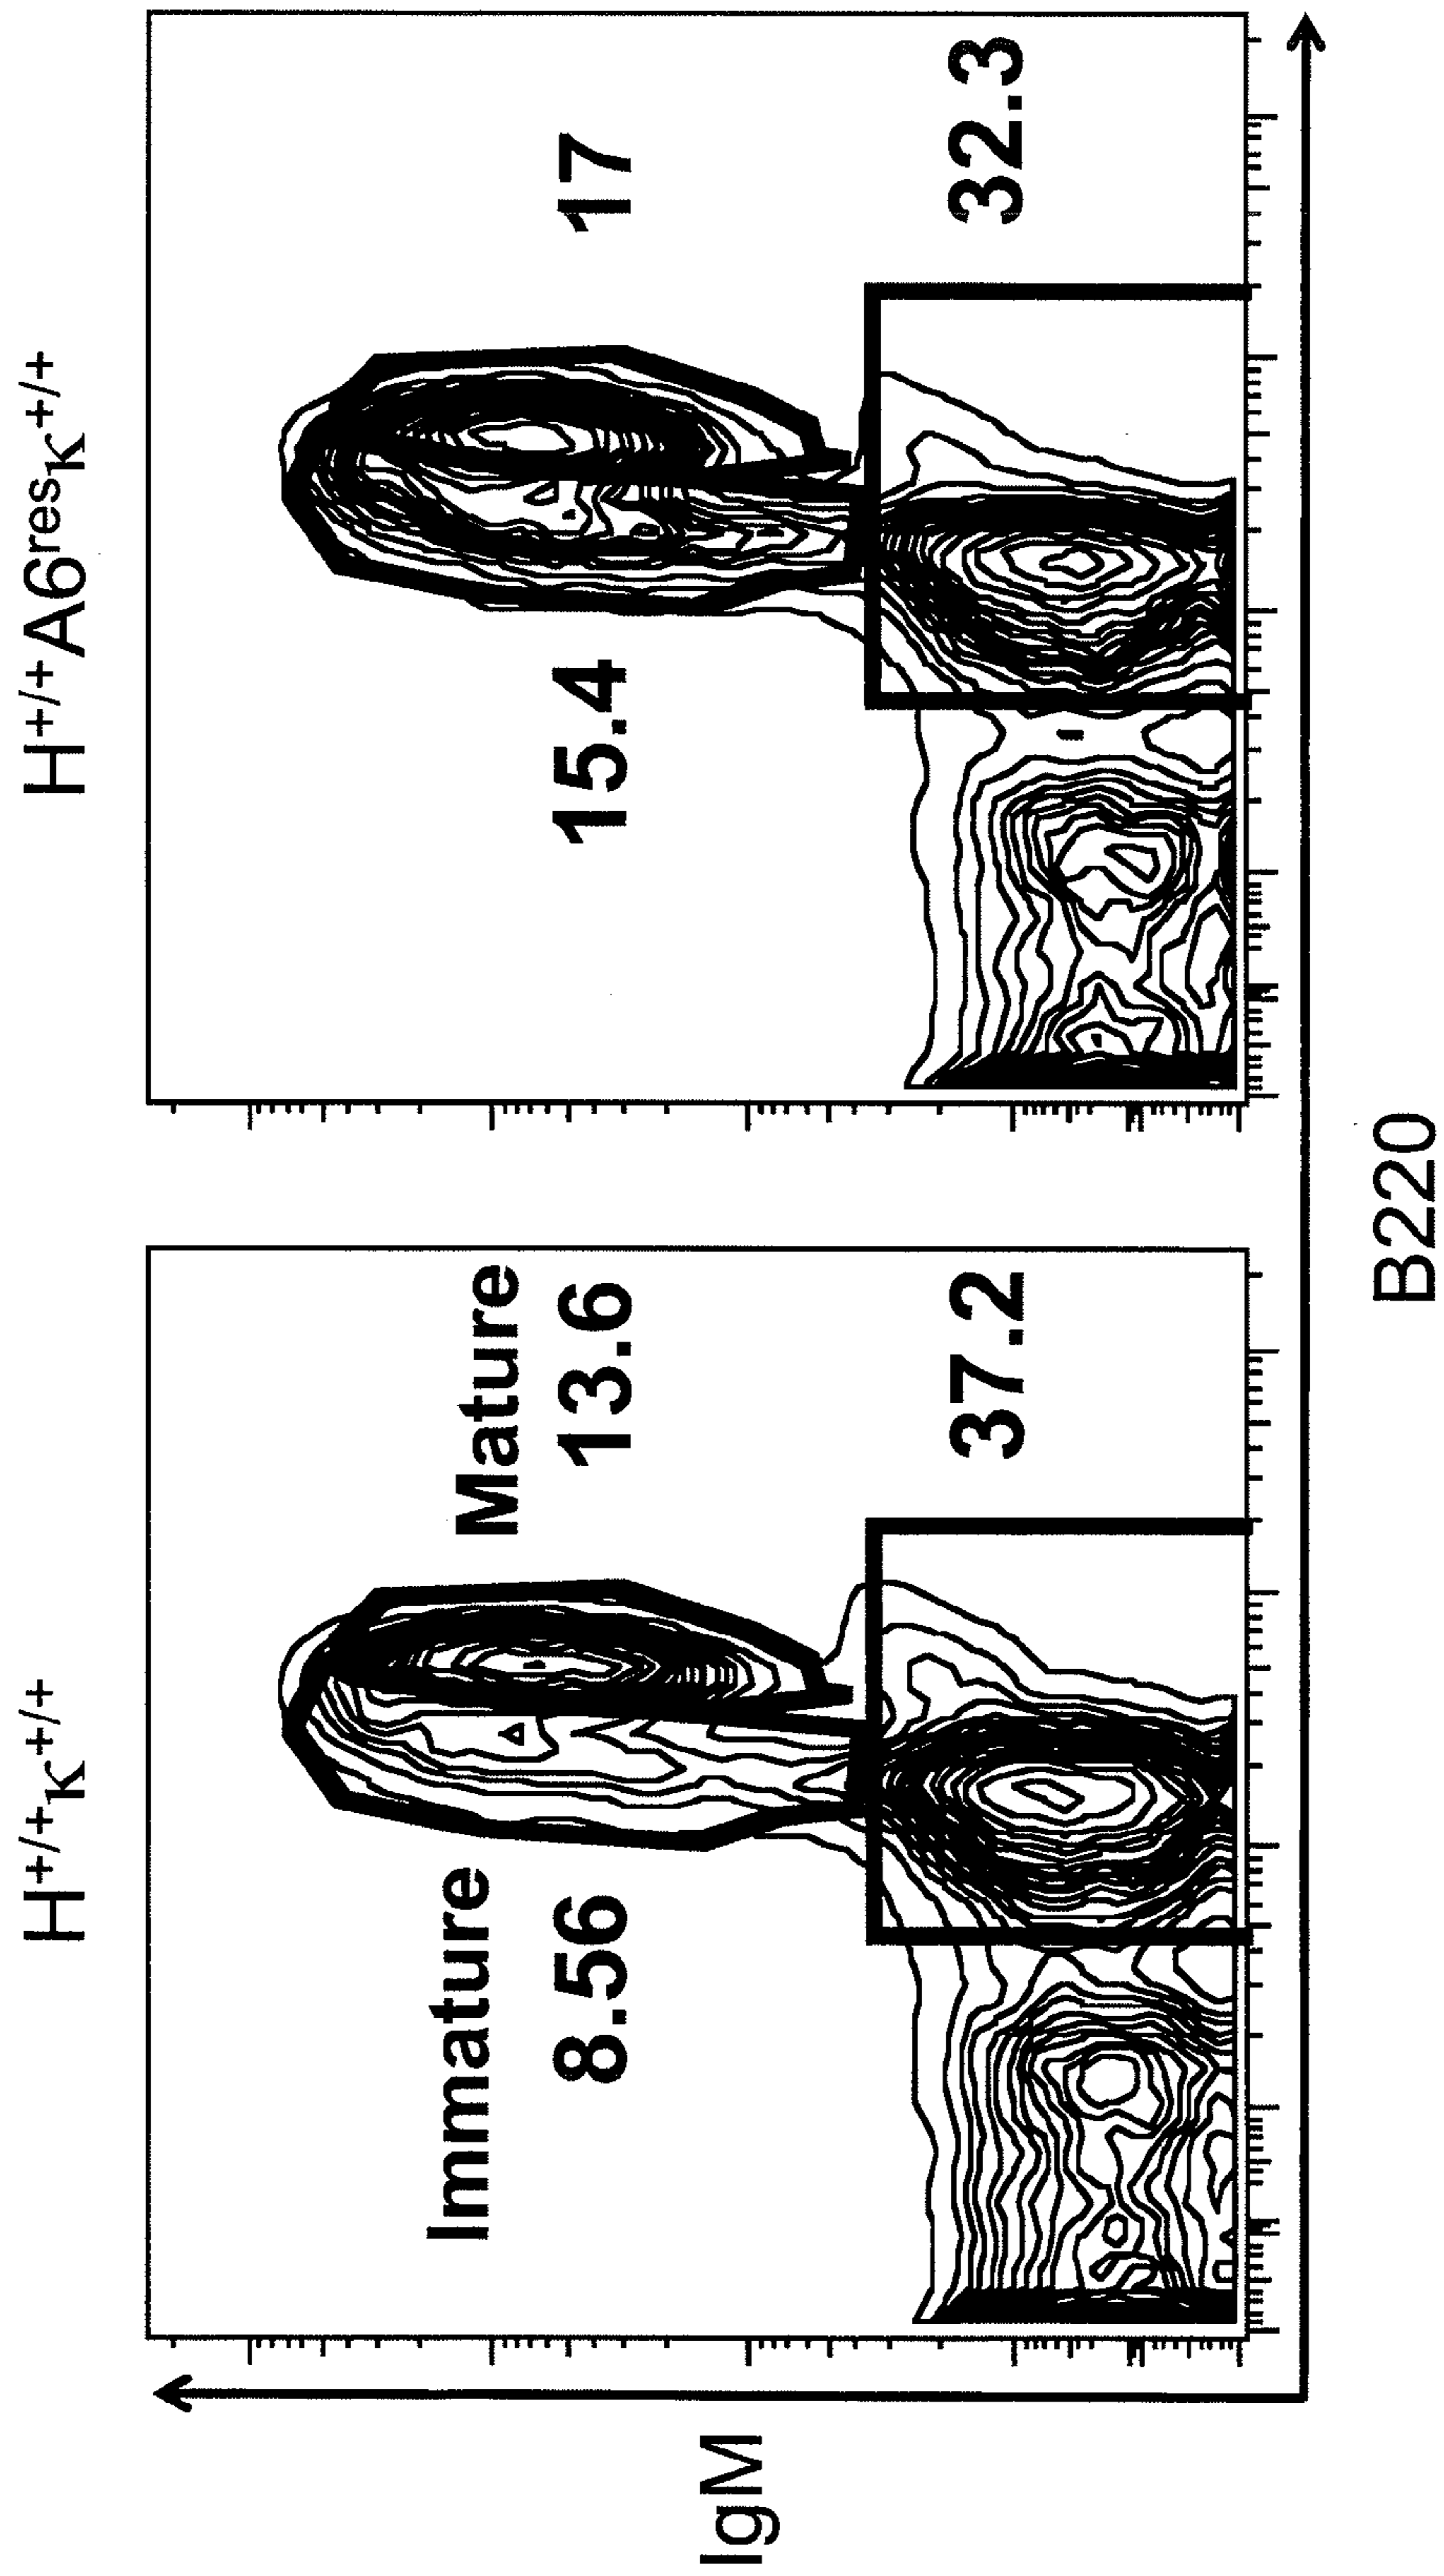 H+/+κ+/+
H+/+A6resκ+/+
Immature
8.56
Mature
13.6
37.2
15.4
17
32.3
IgM
B220